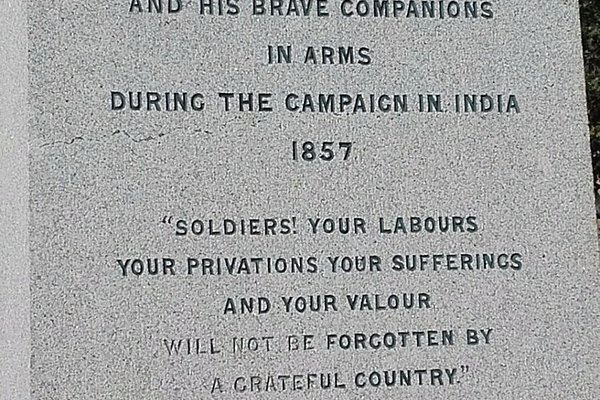 AND HIS BRAVE COMPANIONS
IN ARMS
DURING THE CAMPAIGN IN INDIA
1857
"SOLDIERS! YOUR LABOURS
YOUR PRIVATIONS YOUR SUFFERINGS
AND YOUR VALOUR
WILL NOT BE FORGOTTEN BY
A GRATEFUL COUNTRY."